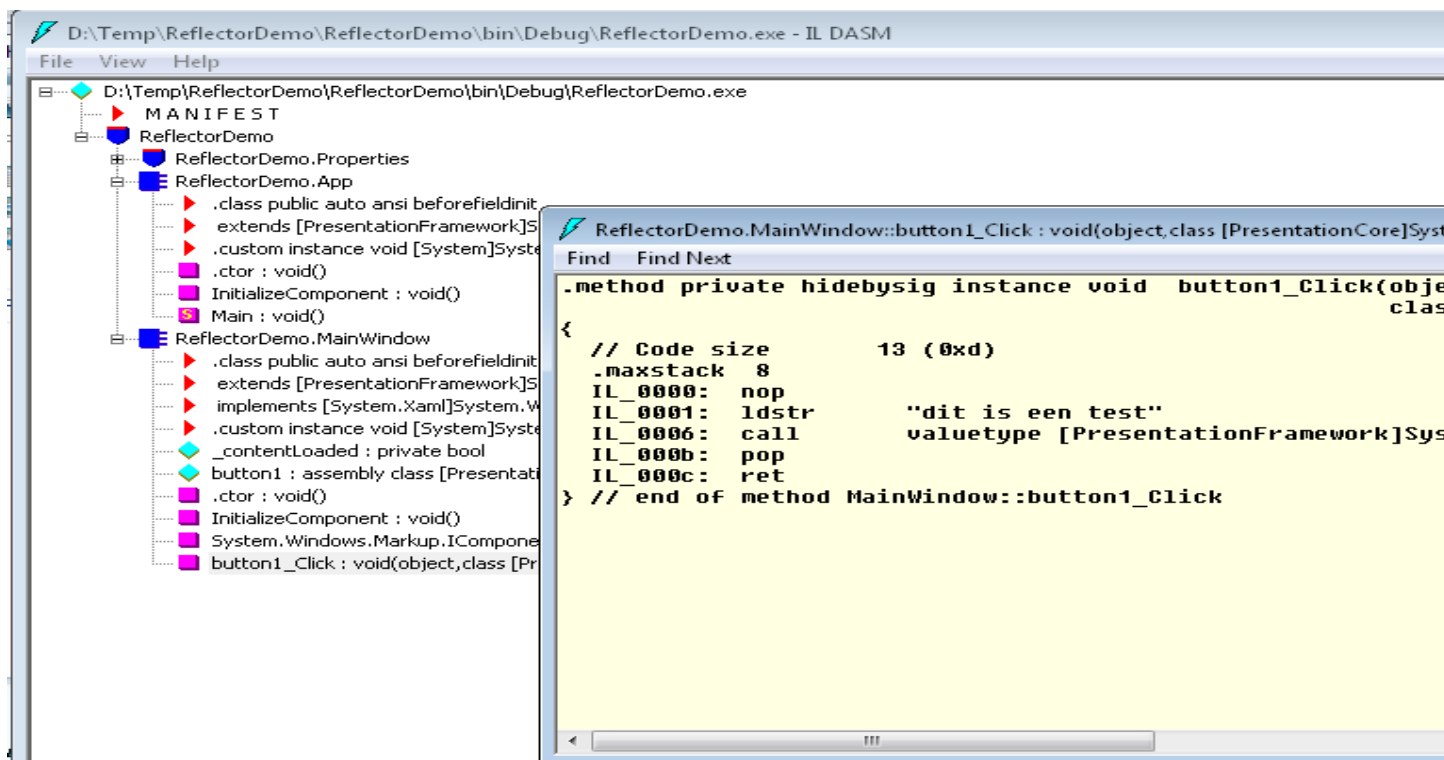 D:\Temp\ReflectorDemo\ReflectorDemo\bin\Debug\ReflectorDemo.exe - IL DASM
File View Help
D:\Temp\ReflectorDemo\ReflectorDemo\bin\Debug\ReflectorDemo.exe
M A N I F E S T
ReflectorDemo
ReflectorDemo.Properties
ReflectorDemo.App
.class public auto ansi beforefieldinit
extends [PresentationFramework]S
.custom instance void [System]Syste
.ctor : void()
InitializeComponent : void()
S Main : void()
ReflectorDemo.MainWindow
.class public auto ansi beforefieldinit
extends [PresentationFramework]S
implements [System.Xaml]System.W
.custom instance void [System]Syste
_contentLoaded : private bool
button1 : assembly class [Presentati
.ctor : void()
InitializeComponent : void()
System.Windows.Markup.ICompone
button1_Click : void(object,class [Pr
ReflectorDemo.MainWindow::button1_Click : void(object,class [PresentationCore]Syst
Find Find Next
.method private hidebysig instance void  button1_Click(obje
clas
{
// Code size       13 (0xd)
.maxstack  8
IL_0000:  nop
IL_0001:  ldstr      "dit is een test"
IL_0006:  call       valuetype [PresentationFramework]Sys
IL_000b:  pop
IL_000c:  ret
} // end of method MainWindow::button1_Click